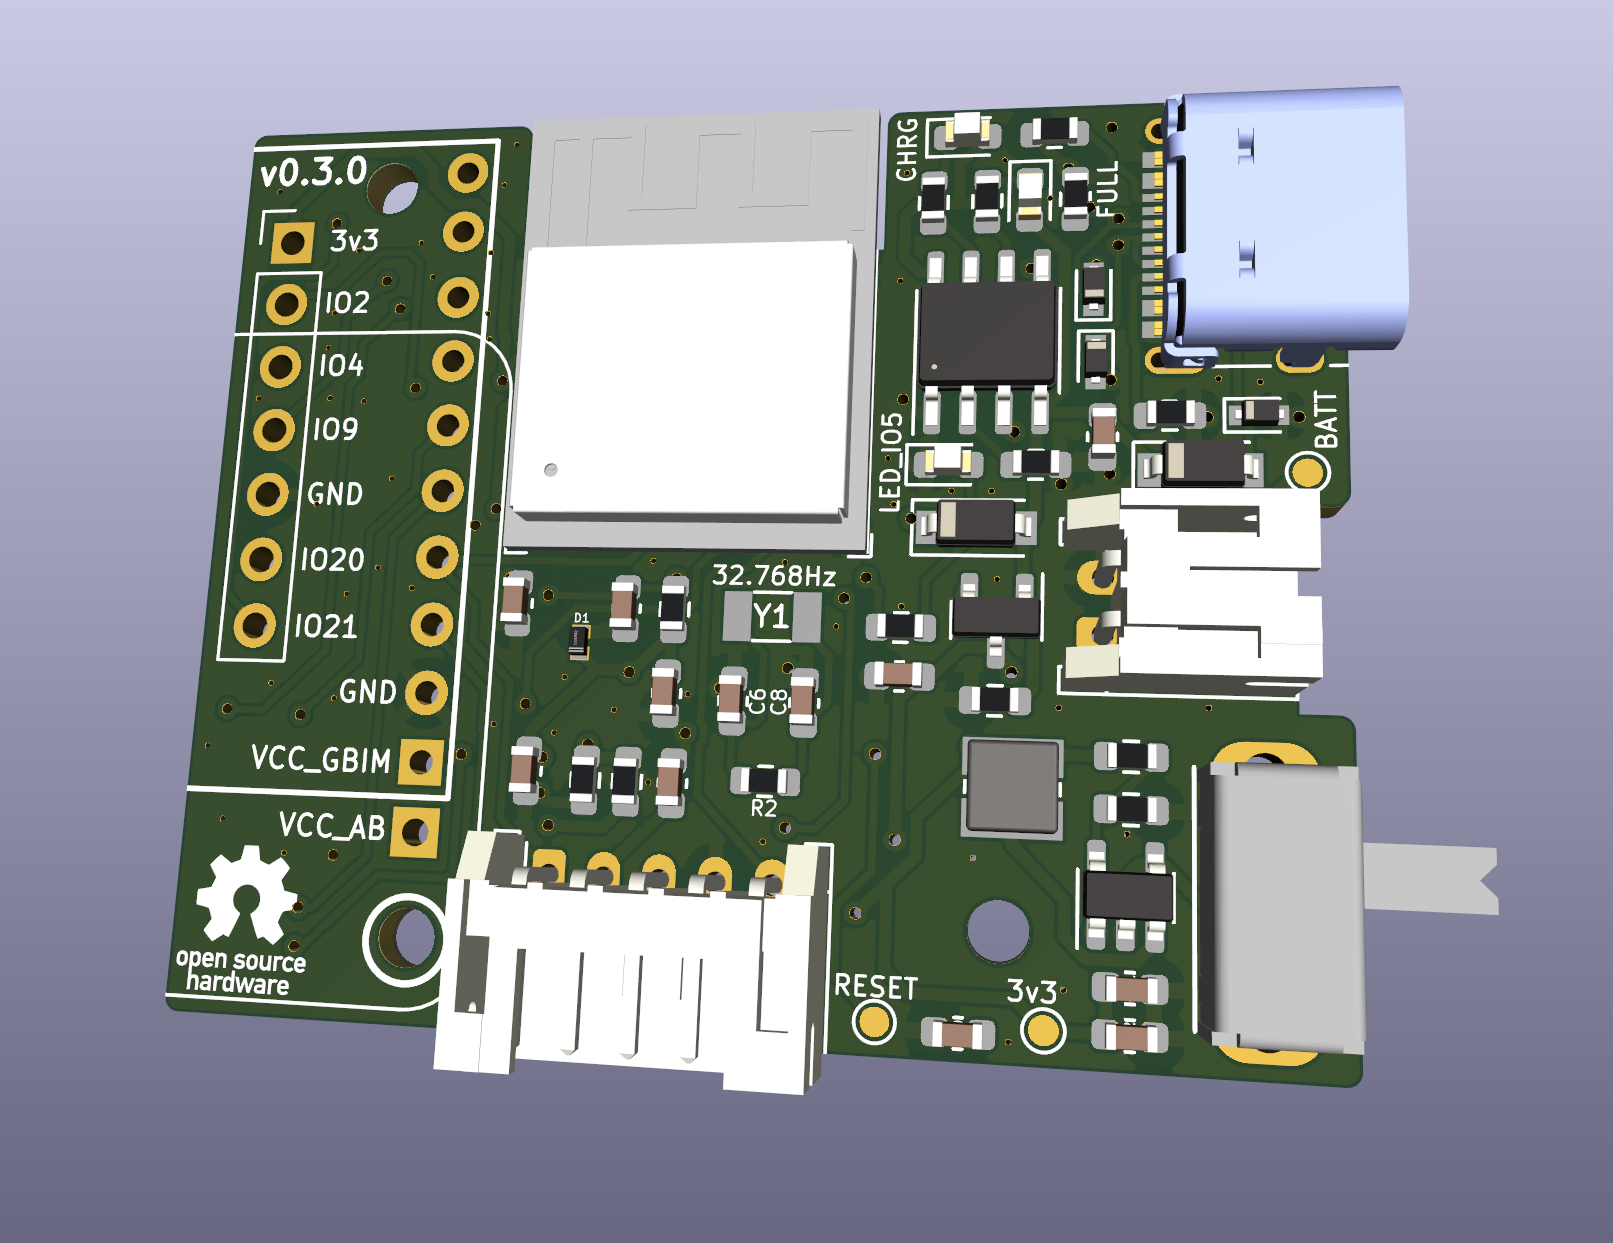 v0.3.0
3v3
IO2
IO4
IO9
GND
IO20
IO21
GND
VCC_GBIM
VCC_AB
open source
hardware
CHRG
FULL
LED_IO5
BATT
32.768Hz
Y1
D1
C6
C8
R2
RESET
3v3